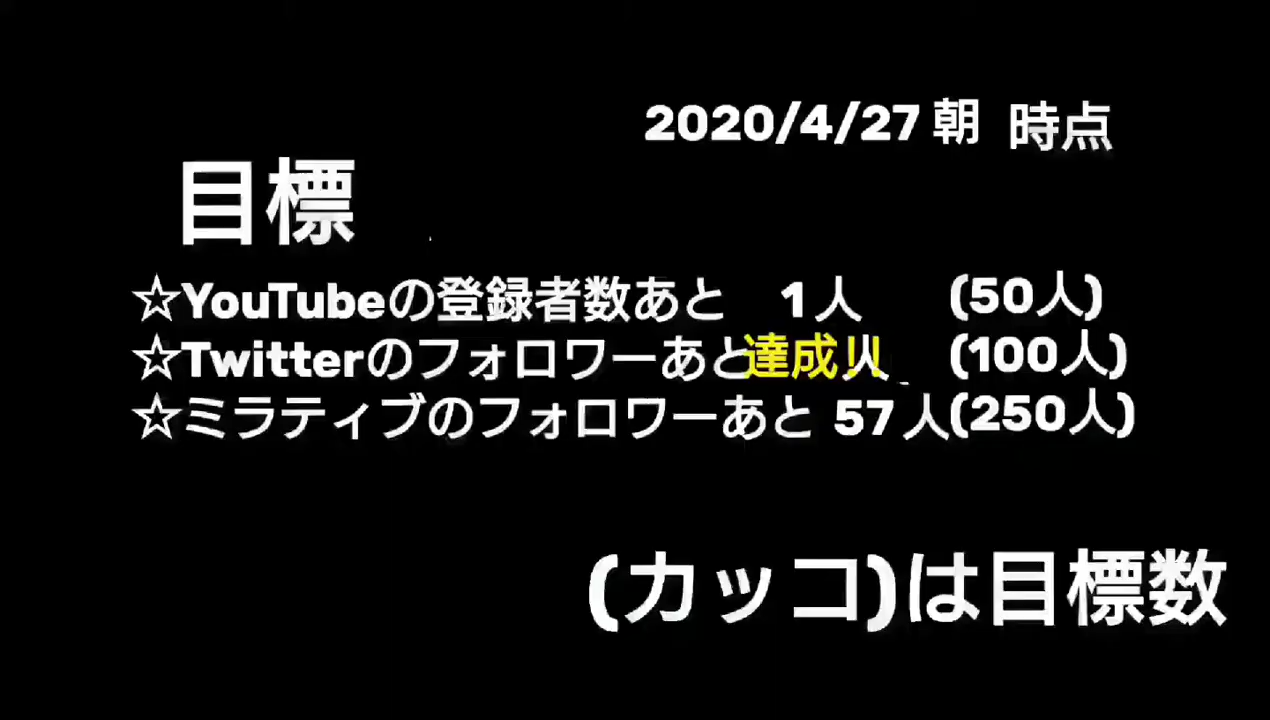 2020/4/27 朝 時点
目標
☆YouTubeの登録者数あと 1人 (50人)
☆Twitterのフォロワーあと達成!!人 (100人)
☆ミラティブのフォロワーあと 57人(250人)
(カッコ)は目標数